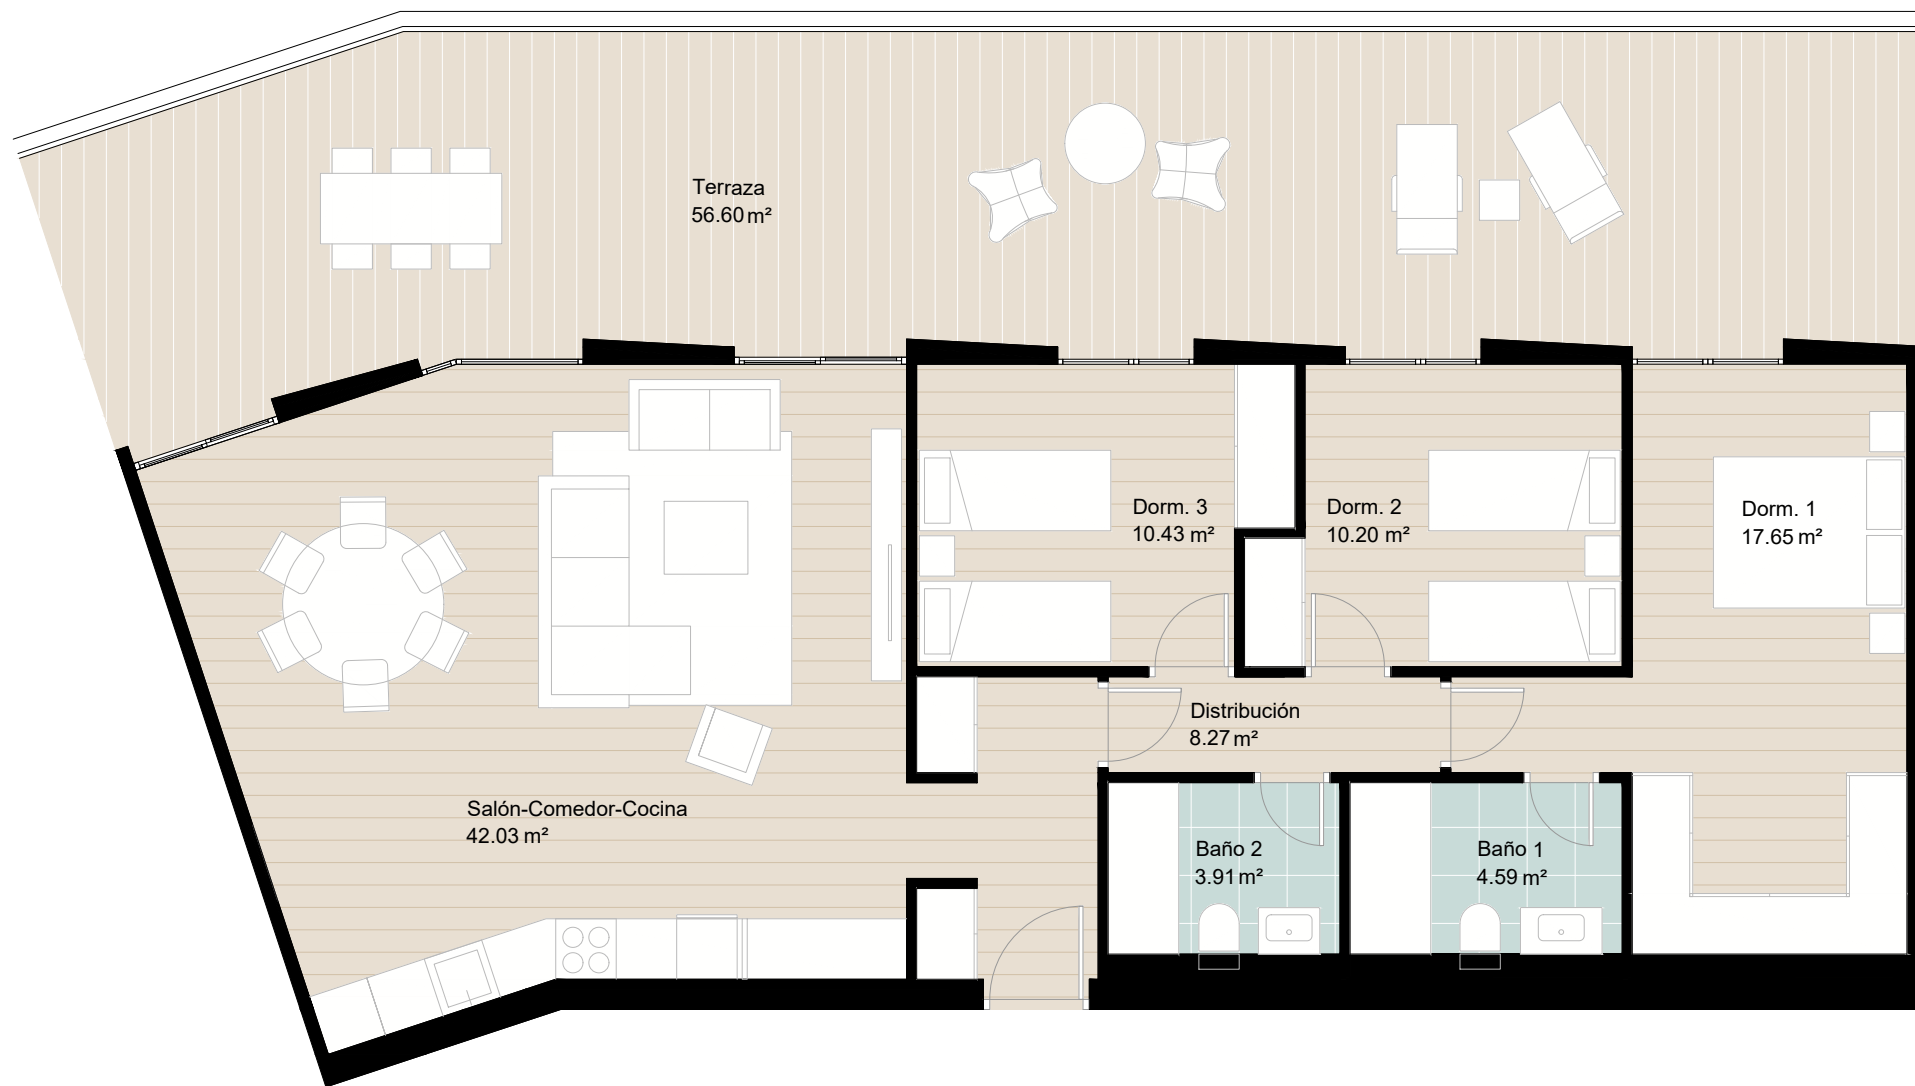 Terraza
56.60 m²
Dorm. 3
10.43 m²
Dorm. 2
10.20 m²
Dorm. 1
17.65 m²
Distribución
8.27 m²
Salón-Comedor-Cocina
42.03 m²
Baño 2
3.91 m²
Baño 1
4.59 m²